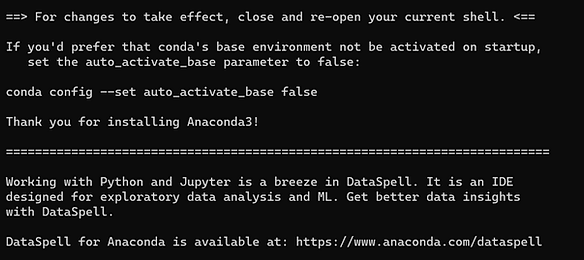 ==> For changes to take effect, close and re-open your current shell. <==
If you'd prefer that conda's base environment not be activated on startup,
set the auto_activate_base parameter to false:
conda config --set auto_activate_base false
Thank you for installing Anaconda3!
===========================================================================
Working with Python and Jupyter is a breeze in DataSpell. It is an IDE
designed for exploratory data analysis and ML. Get better data insights
with DataSpell.
DataSpell for Anaconda is available at: https://www.anaconda.com/dataspell